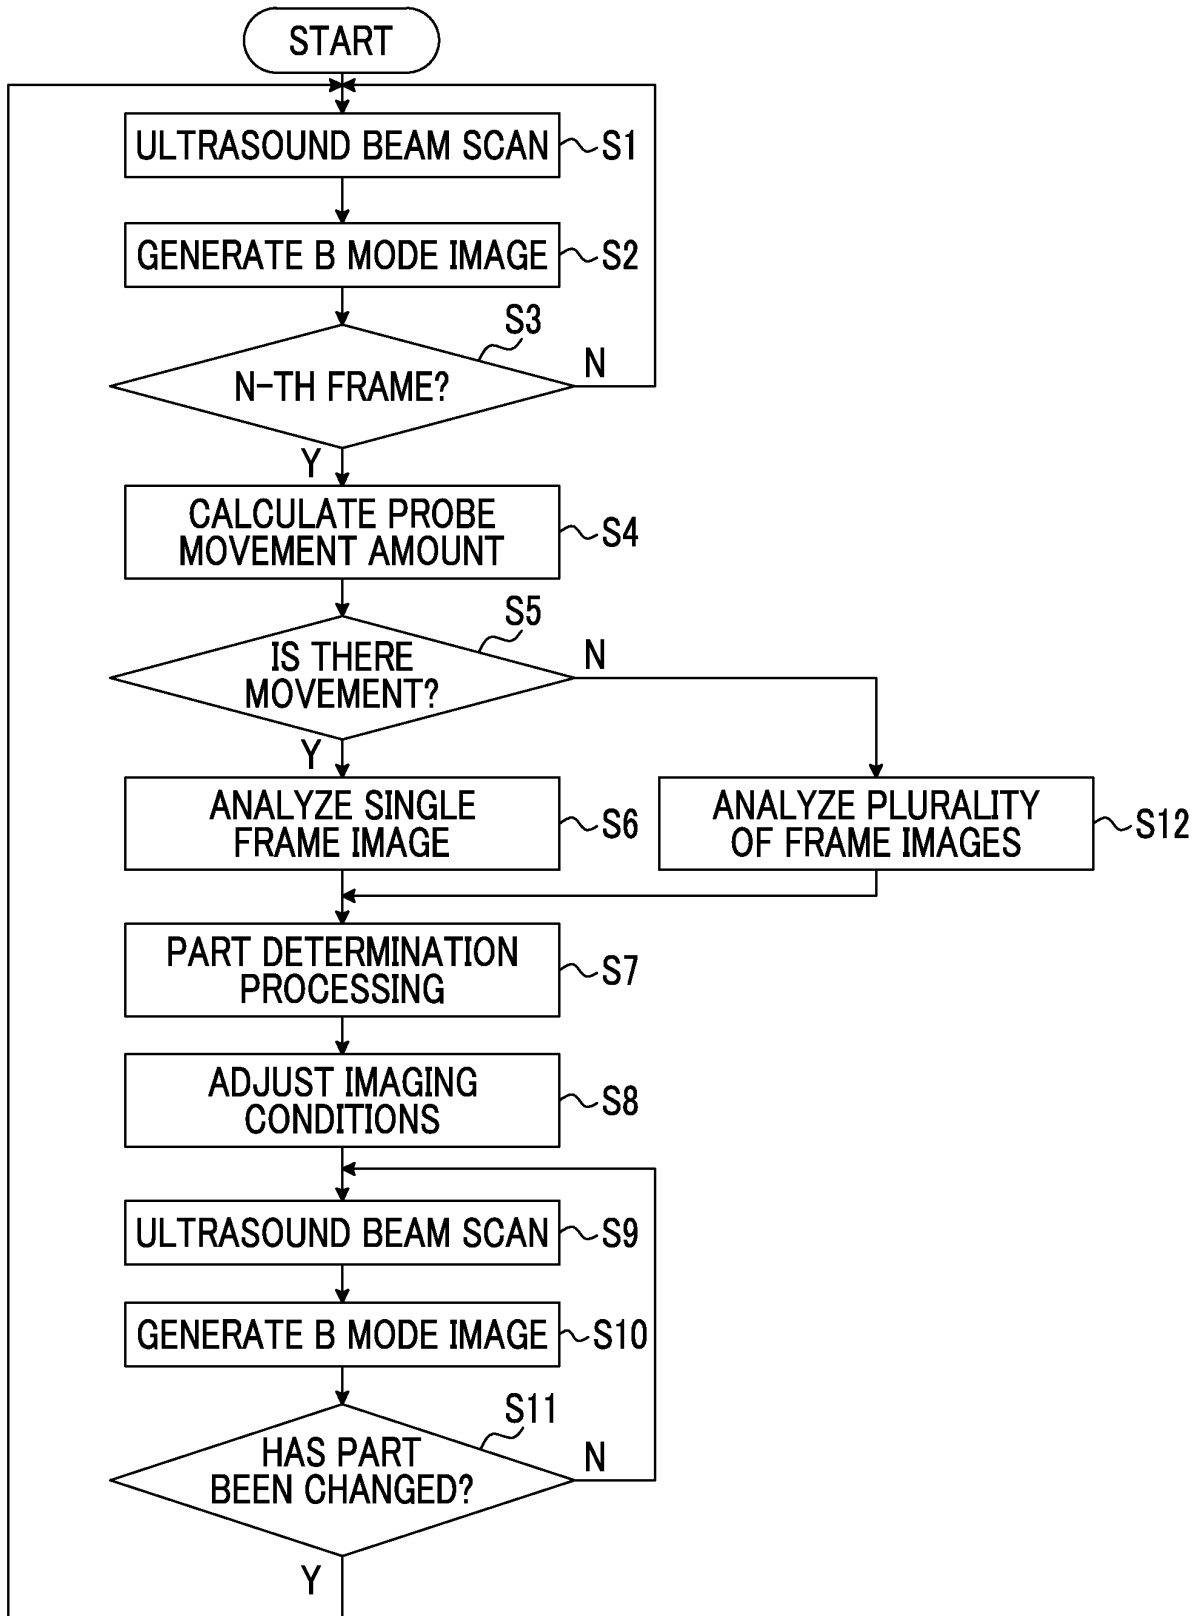 START
ULTRASOUND BEAM SCAN
S1
GENERATE B MODE IMAGE
S2
S3
N-TH FRAME?
N
Y
CALCULATE PROBE
MOVEMENT AMOUNT
S4
S5
IS THERE
MOVEMENT?
N
Y
ANALYZE SINGLE
FRAME IMAGE
S6
ANALYZE PLURALITY
OF FRAME IMAGES
S12
PART DETERMINATION
PROCESSING
S7
ADJUST IMAGING
CONDITIONS
S8
ULTRASOUND BEAM SCAN
S9
GENERATE B MODE IMAGE
S10
S11
HAS PART
BEEN CHANGED?
N
Y